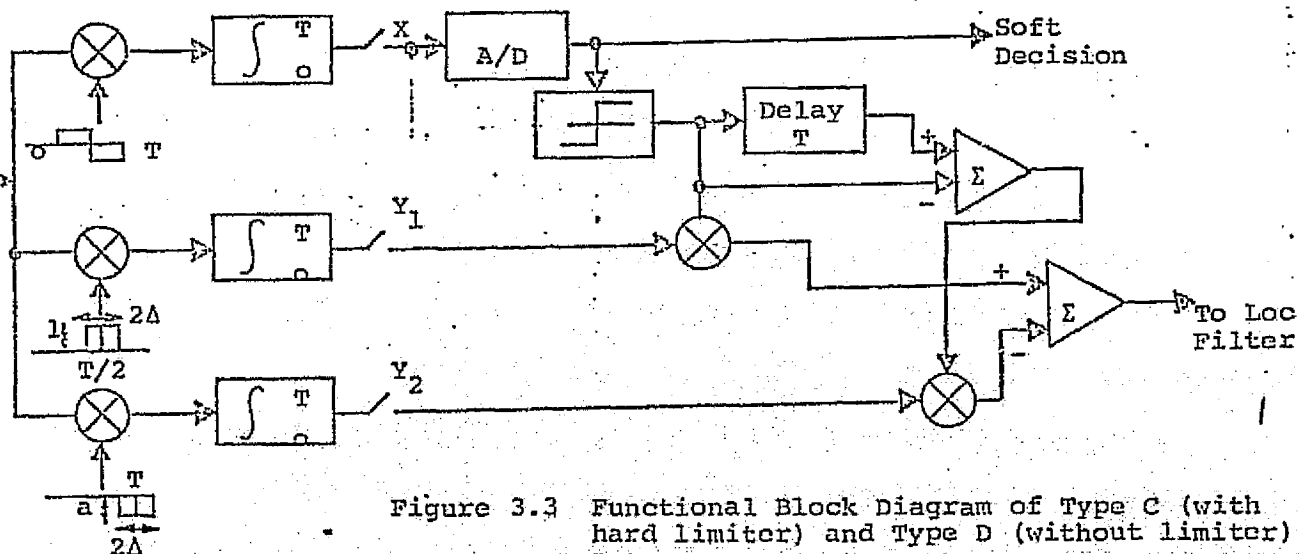 X
Soft
Decision
∫ T o
A/D
o T
Delay
T
+
-
Σ
Y1
∫ T o
+
-
Σ
To Loc
Filter
1
2Δ
T/2
Y2
∫ T o
T
a
2Δ
Figure 3.3 Functional Block Diagram of Type C (with
hard limiter) and Type D (without limiter)